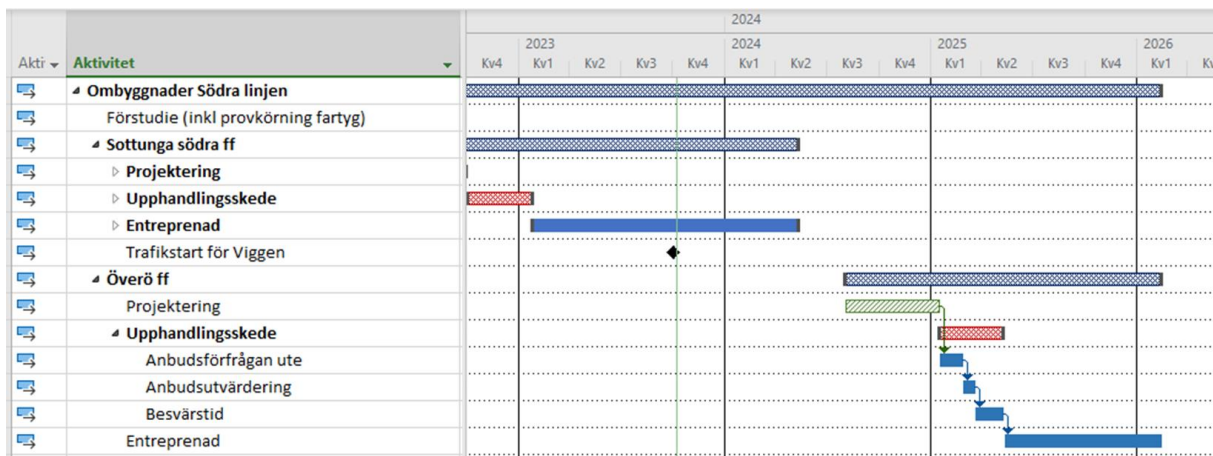 2024
2023 2024 2025 2026
Akti Aktivitet Kv4 Kv1 Kv2 Kv3 Kv4 Kv1 Kv2 Kv3 Kv4 Kv1 Kv2 Kv3 Kv4 Kv1
Ombyggnader Södra linjen
Förstudie (inkl provkörning fartyg)
Sottunga södra ff
Projektering
Upphandlingsskede
Entreprenad
Trafikstart för Viggen
Överö ff
Projektering
Upphandlingsskede
Anbudsförfrågan ute
Anbudsutvärdering
Besvärstid
Entreprenad